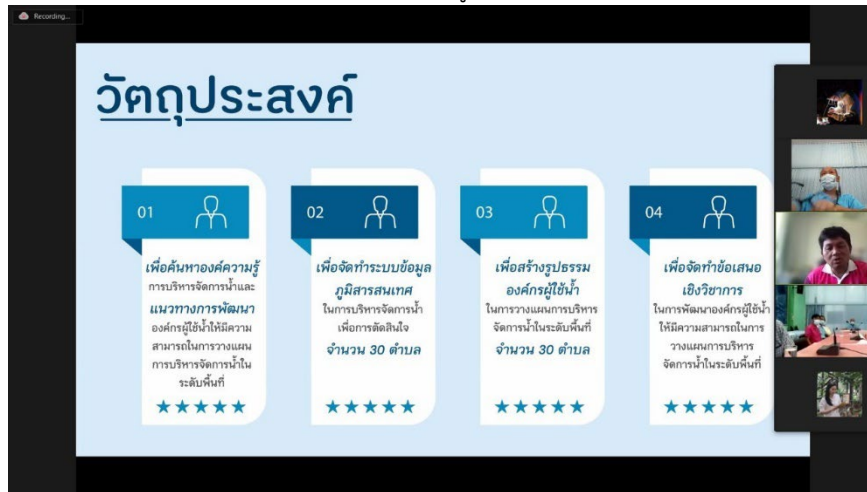 Recording...
วัตถุประสงค์
01
เพื่อค้นหาองค์ความรู้
การบริหารจัดการน้ำและ
แนวทางการพัฒนา
องค์กรผู้ใช้น้ำให้มีความ
สามารถในการวางแผน
การบริหารจัดการน้ำใน
ระดับพื้นที่
02
เพื่อจัดทำระบบข้อมูล
ภูมิสารสนเทศ
ในการบริหารจัดการน้ำ
เพื่อการตัดสินใจ
จำนวน 30 ตำบล
03
เพื่อสร้างรูปธรรม
องค์กรผู้ใช้น้ำ
ในการวางแผนการบริหาร
จัดการน้ำในระดับพื้นที่
จำนวน 30 ตำบล
04
เพื่อจัดทำข้อเสนอ
เชิงวิชาการ
ในการพัฒนาองค์กรผู้ใช้น้ำ
ให้มีความสามารถในการ
วางแผนการบริหาร
จัดการน้ำในระดับพื้นที่